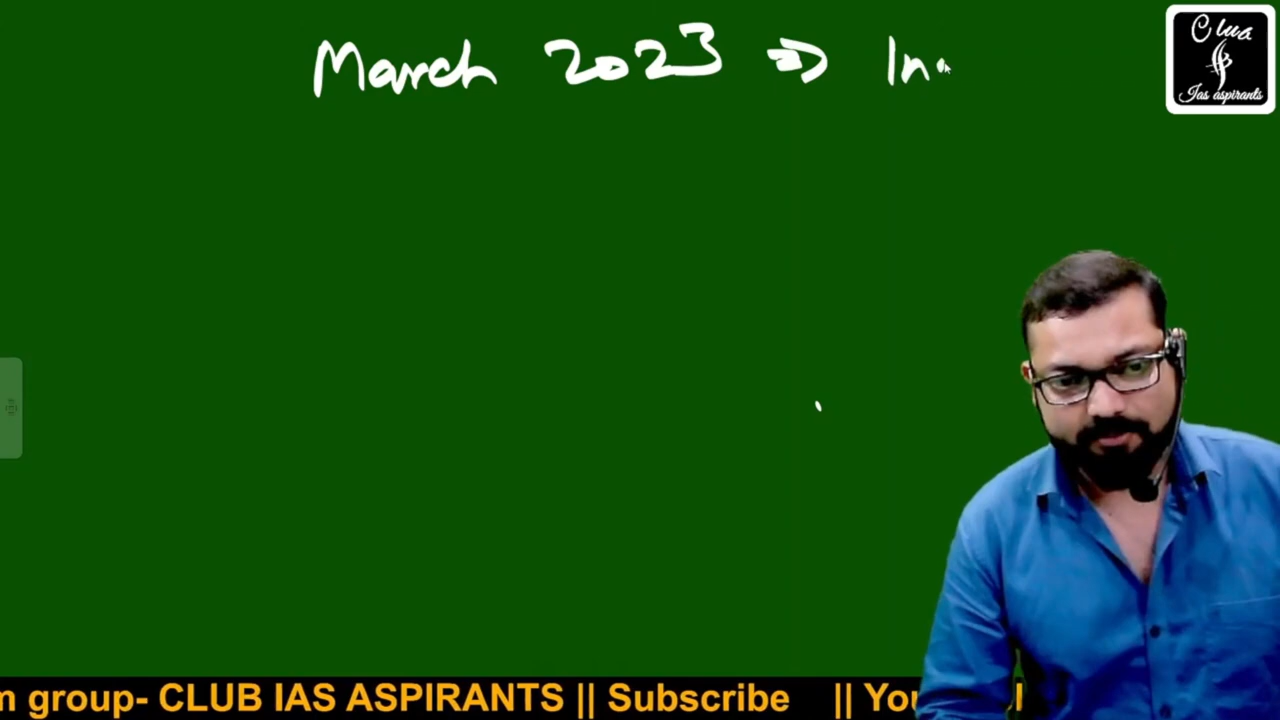 March 2023 ⇒ In
Club
Ias aspirants
m group- CLUB IAS ASPIRANTS || Subscribe || You